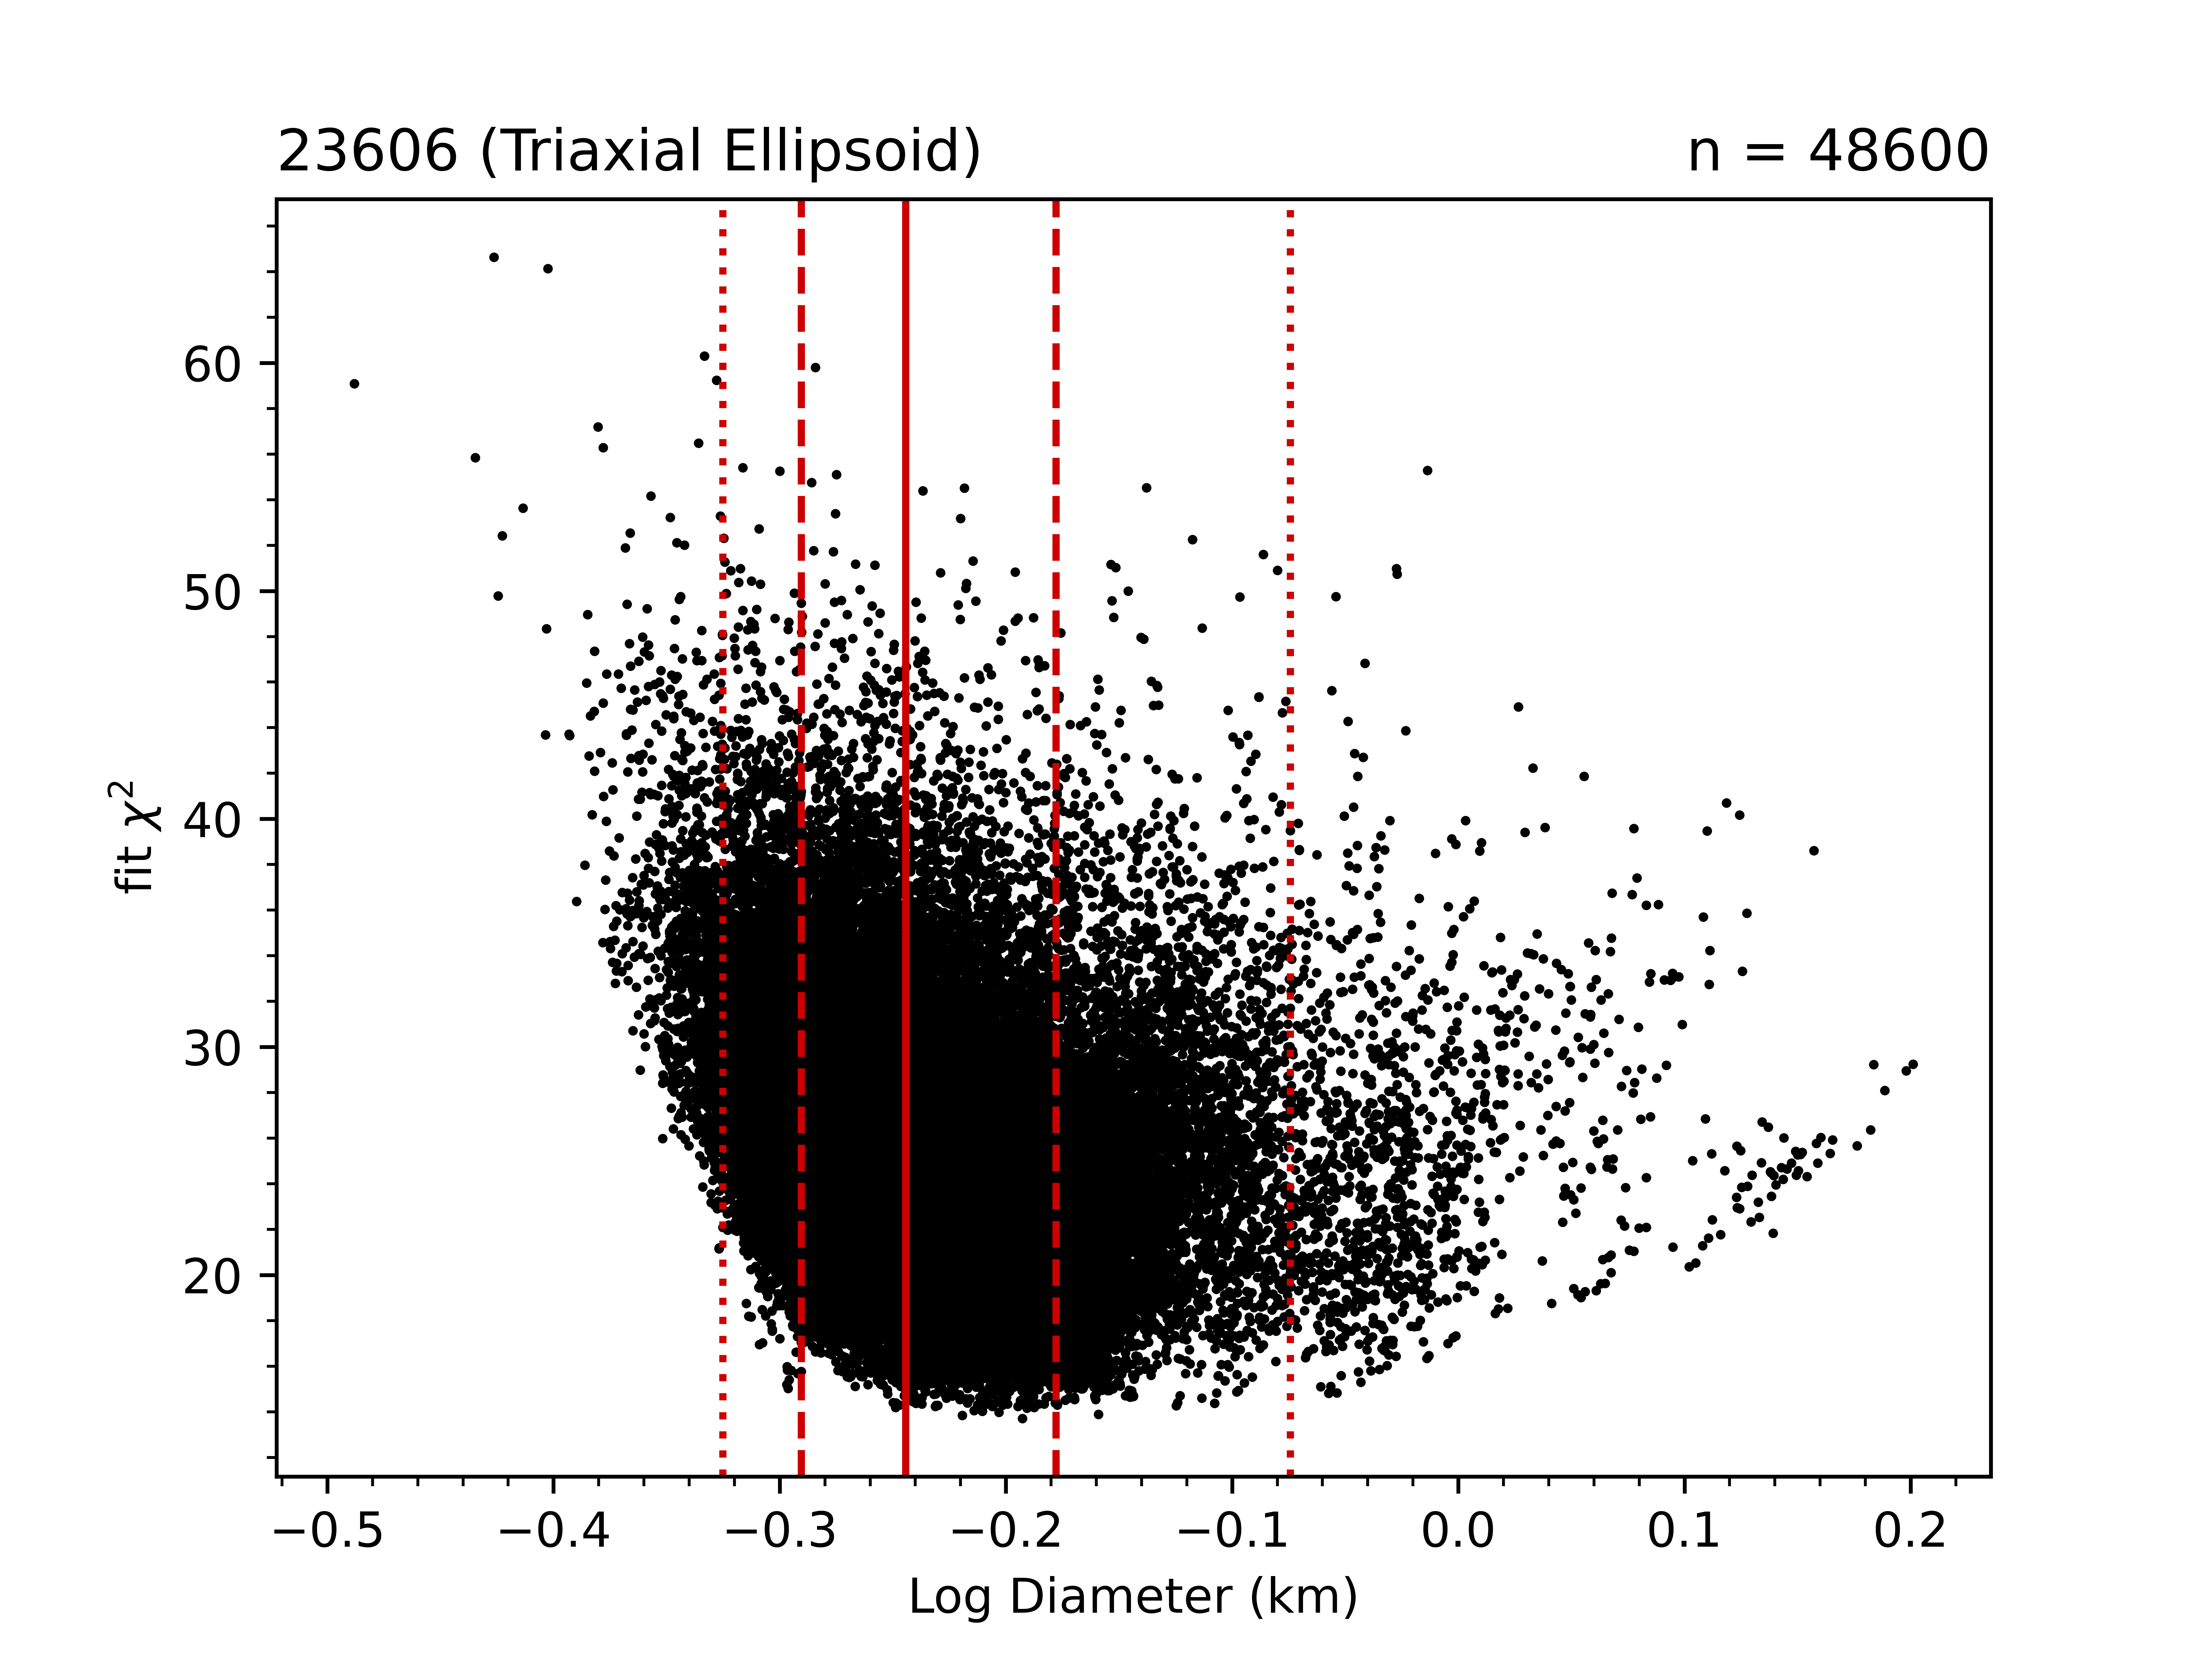 23606 (Triaxial Ellipsoid)
n = 48600
fit χ²
60
50
40
30
20
−0.5 −0.4 −0.3 −0.2 −0.1 0.0 0.1 0.2
Log Diameter (km)